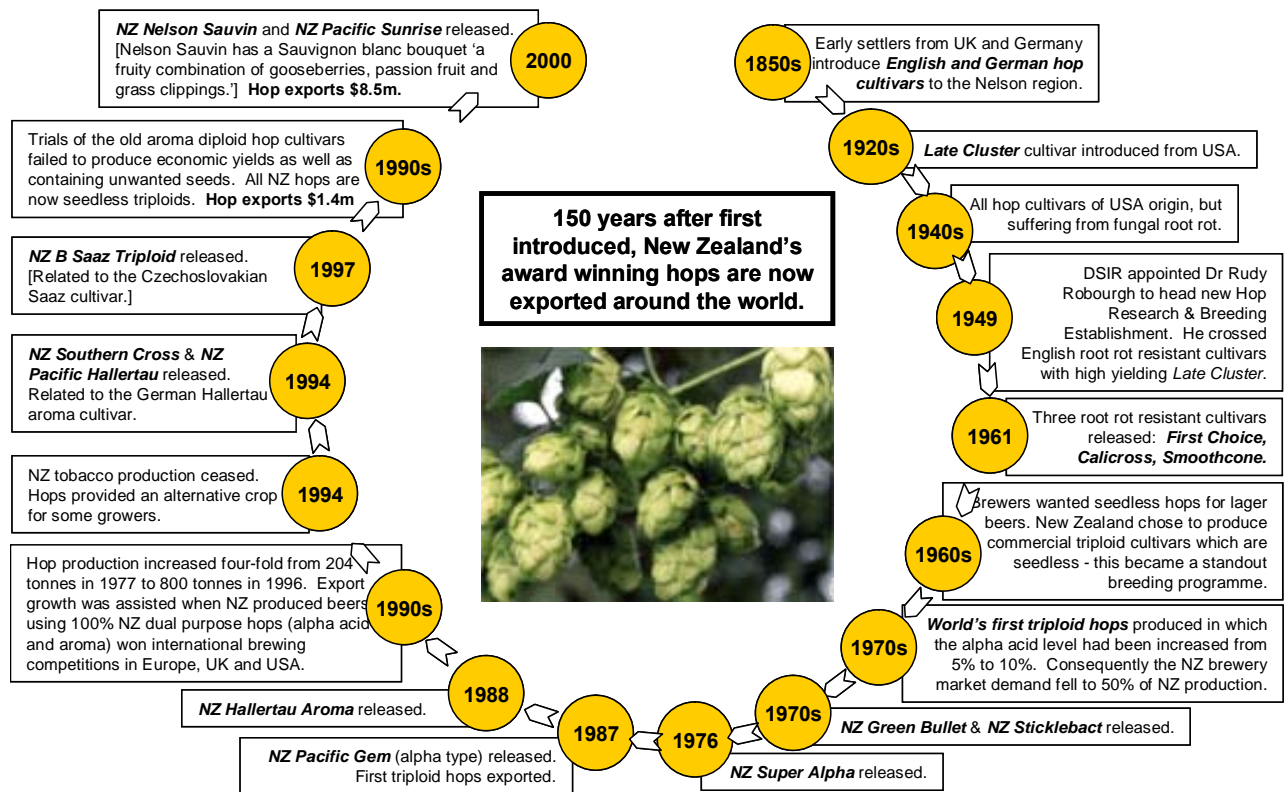 1850s
Early settlers from UK and Germany
introduce English and German hop
cultivars to the Nelson region.
1920s
Late Cluster cultivar introduced from USA.
1940s
All hop cultivars of USA origin, but
suffering from fungal root rot.
1949
DSIR appointed Dr Rudy
Robourgh to head new Hop
Research & Breeding
Establishment. He crossed
English root rot resistant cultivars
with high yielding Late Cluster.
1961
Three root rot resistant cultivars
released: First Choice,
Calicross, Smoothcone.
1960s
Brewers wanted seedless hops for lager
beers. New Zealand chose to produce
commercial triploid cultivars which are
seedless - this became a standout
breeding programme.
1970s
World's first triploid hops produced in which
the alpha acid level had been increased from
5% to 10%. Consequently the NZ brewery
market demand fell to 50% of NZ production.
1970s
NZ Green Bullet & NZ Sticklebact released.
1976
NZ Super Alpha released.
1987
NZ Pacific Gem (alpha type) released.
First triploid hops exported.
1988
NZ Hallertau Aroma released.
1990s
Hop production increased four-fold from 204
tonnes in 1977 to 800 tonnes in 1996. Export
growth was assisted when NZ produced beers
using 100% NZ dual purpose hops (alpha acid
and aroma) won international brewing
competitions in Europe, UK and USA.
1994
NZ tobacco production ceased.
Hops provided an alternative crop
for some growers.
1994
NZ Southern Cross & NZ
Pacific Hallertau released.
Related to the German Hallertau
aroma cultivar.
1997
NZ B Saaz Triploid released.
[Related to the Czechoslovakian
Saaz cultivar.]
1990s
Trials of the old aroma diploid hop cultivars
failed to produce economic yields as well as
containing unwanted seeds. All NZ hops are
now seedless triploids. Hop exports $1.4m
2000
NZ Nelson Sauvin and NZ Pacific Sunrise released.
[Nelson Sauvin has a Sauvignon blanc bouquet 'a
fruity combination of gooseberries, passion fruit and
grass clippings.'] Hop exports $8.5m.
150 years after first
introduced, New Zealand's
award winning hops are now
exported around the world.